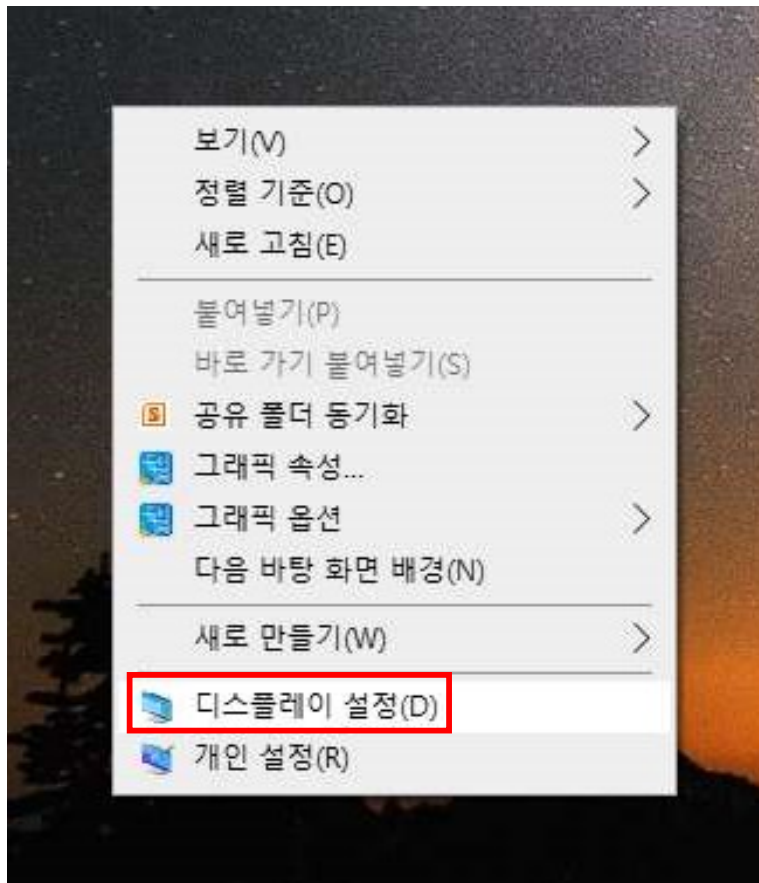 보기(V)
정렬 기준(O)
새로 고침(E)
붙여넣기(P)
바로 가기 붙여넣기(S)
공유 폴더 동기화
그래픽 속성...
그래픽 옵션
다음 바탕 화면 배경(N)
새로 만들기(W)
디스플레이 설정(D)
개인 설정(R)